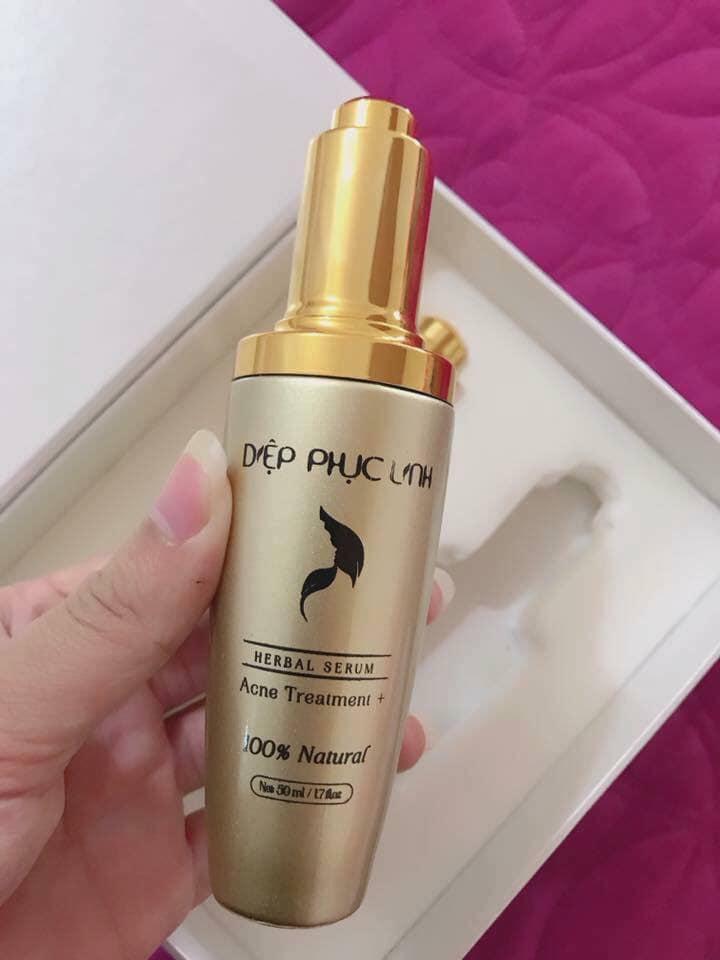 DIỆP PHỤC LINH
HERBAL SERUM
Acne Treatment +
100% Natural
Net 50 ml / 1.7 fl.oz